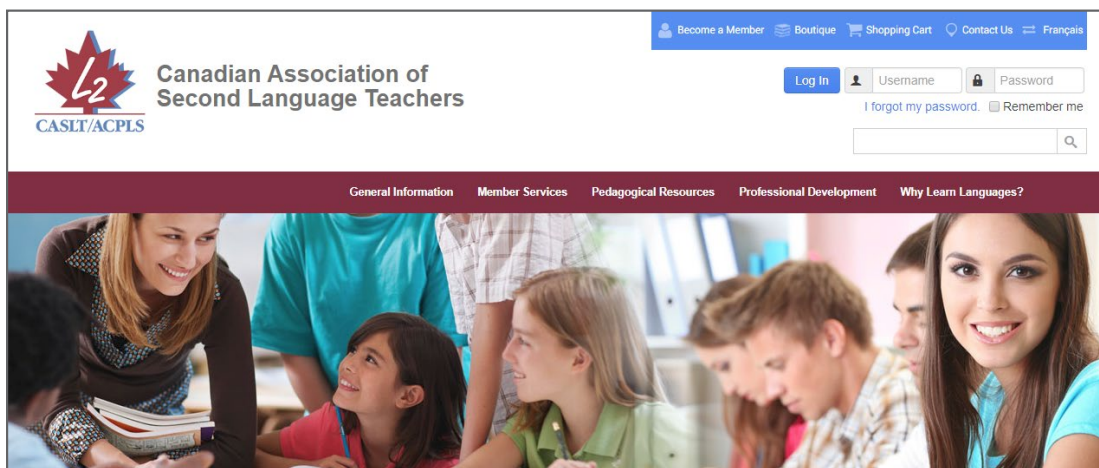 Become a Member Boutique Shopping Cart Contact Us Français
L2
CASLT/ACPLS
Canadian Association of
Second Language Teachers
Log In Username Password
I forgot my password. Remember me
General Information Member Services Pedagogical Resources Professional Development Why Learn Languages?